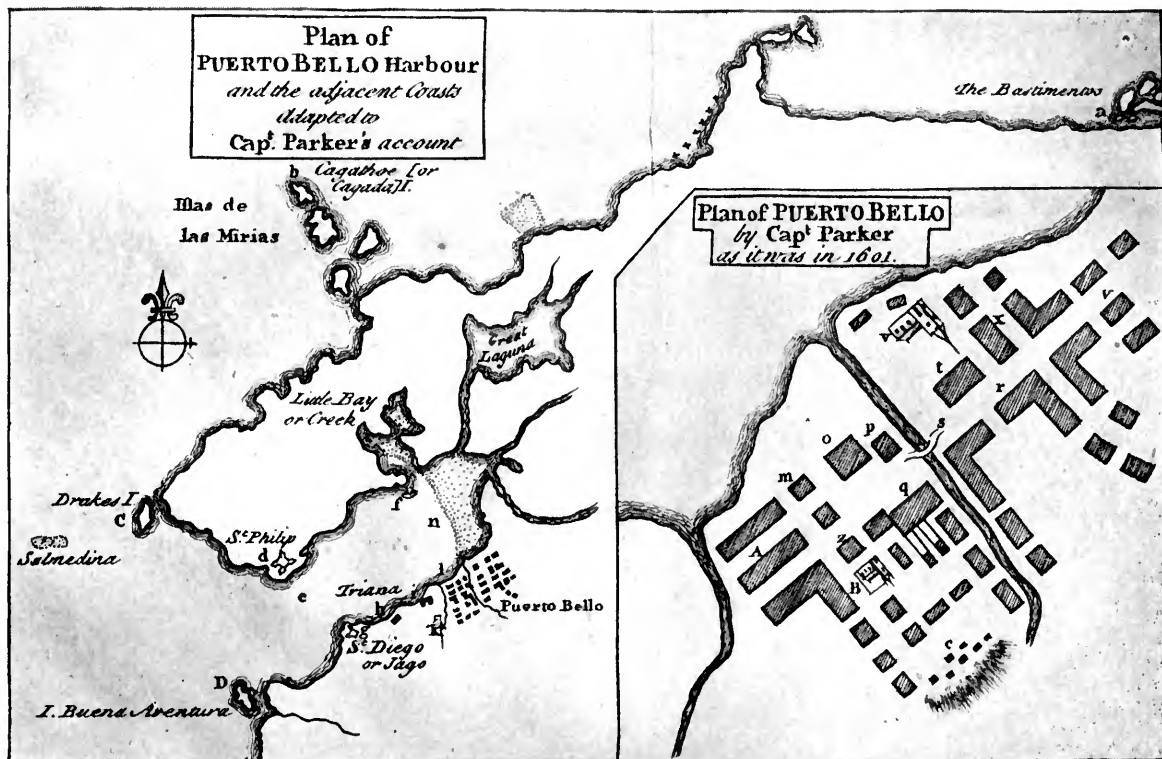 Plan of
PUERTO BELLO Harbour
and the adjacent Coasts
adapted to
Capt. Parker's account
b
Cagathoe [or
Cagada] I.
Illas de
las Mirias
The Bastimentos
a
Great
Laguna
Little Bay
or Creek
Drakes I
C
Salmedina
St. Philip
d
e
f
n
Triana
i
h
Puerto Bello
g
k
St. Diego
or Jago
D
I. Buena Aventura
Plan of PUERTO BELLO
by Capt Parker
as it was in 1601.
v
x
t
r
s
o
p
m
q
A
z
B
c